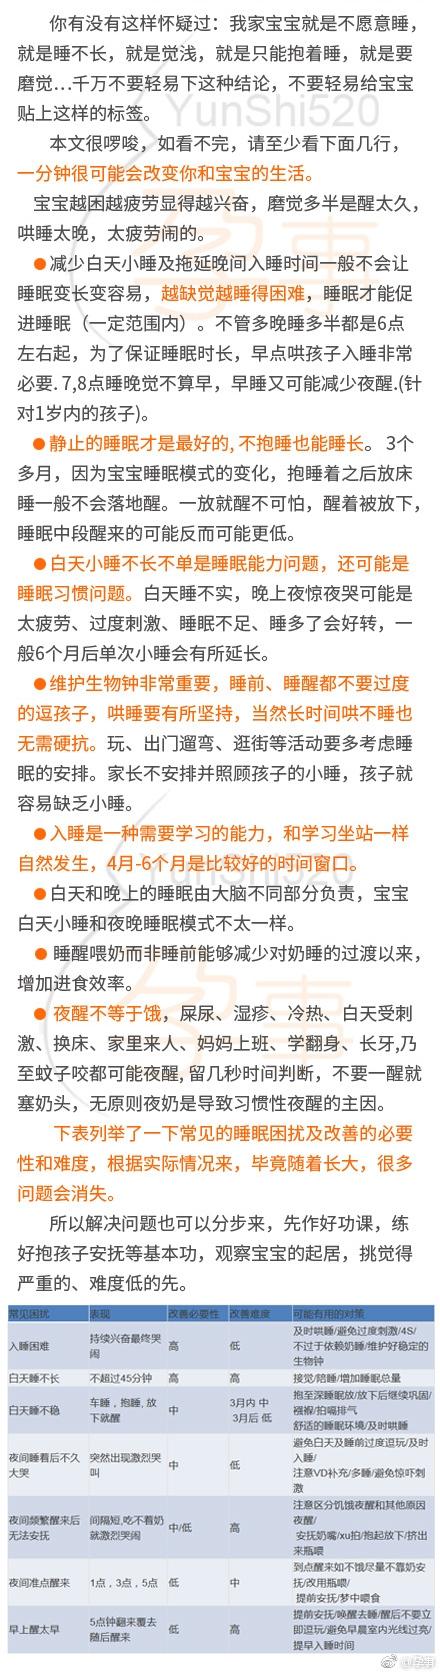 你有没有这样怀疑过：我家宝宝就是不愿意睡，
就是睡不长，就是觉浅，就是只能抱着睡，就是要
磨觉…千万不要轻易下这种结论，不要轻易给宝宝
贴上这样的标签。
YunShi520
本文很啰唆，如看不完，请至少看下面几行，
一分钟很可能会改变你和宝宝的生活。
宝宝越困越疲劳显得越兴奋，磨觉多半是醒太久，
哄睡太晚，太疲劳闹的。
●减少白天小睡及拖延晚间入睡时间一般不会让
睡眠变长变容易，越缺觉越睡得困难，睡眠才能促
进睡眠（一定范围内）。不管多晚睡多半都是6点
左右起，为了保证睡眠时长，早点哄孩子入睡非常
必要. 7,8点睡晚觉不算早，早睡又可能减少夜醒.(针
对1岁内的孩子)。
●静止的睡眠才是最好的, 不抱睡也能睡长。 3个
多月，因为宝宝睡眠模式的变化，抱睡着之后放床
睡一般不会落地醒。一放就醒不可怕，醒着被放下，
睡眠中段醒来的可能反而可能更低。
●白天小睡不长不单是睡眠能力问题，还可能是
睡眠习惯问题。白天睡不实，晚上夜惊夜哭可能是
太疲劳、过度刺激、睡眠不足、睡多了会好转，一
般6个月后单次小睡会有所延长。
●维护生物钟非常重要，睡前、睡醒都不要过度
的逗孩子，哄睡要有所坚持，当然长时间哄不睡也
无需硬抗。玩、出门遛弯、逛街等活动要多考虑睡
眠的安排。家长不安排并照顾孩子的小睡，孩子就
容易缺乏小睡。
●入睡是一种需要学习的能力，和学习坐站一样
自然发生，4月-6个月是比较好的时间窗口。
YunShi520
●白天和晚上的睡眠由大脑不同部分负责，宝宝
白天小睡和夜晚睡眠模式不太一样。
● 睡醒喂奶而非睡前能够减少对奶睡的过渡以来，
增加进食效率。
● 夜醒不等于饿，屎尿、湿疹、冷热、白天受刺
激、换床、家里来人、妈妈上班、学翻身、长牙,乃
至蚊子咬都可能夜醒, 留几秒时间判断，不要一醒就
塞奶头，无原则夜奶是导致习惯性夜醒的主因。
下表列举了一下常见的睡眠困扰及改善的必要
性和难度，根据实际情况来，毕竟随着长大，很多
问题会消失。
所以解决问题也可以分步来，先作好功课，练
好抱孩子安抚等基本功，观察宝宝的起居，挑觉得
严重的、难度低的先。
常见困扰 表现 改善必要性 改善难度 可能有用的对策
入睡困难 持续兴奋最终哭闹 高 低 及时哄睡/避免过度刺激/4S/
不过于依赖奶睡/维护好稳定的
生物钟
白天睡不长 不超过45分钟 高 高 接觉/陪睡/增加睡眠总量
白天睡不稳 车睡，抱睡, 放下就醒 中 3月内 中 3月后 低 抱至深睡眠放/放下后继续巩固/
襁褓/拍嗝排气
舒适的睡眠环境/及时哄睡
夜间睡着后不久大哭 突然出现激烈哭叫 中 低 避免白天及睡前过度逗玩/及时
入睡/
注意VD补充/多睡/避免惊吓刺
激
夜间频繁醒来后无法安抚 间隔短,吃不着奶就激烈哭闹 中/低 高 注意区分饥饿夜醒和其他原因
夜醒/
安抚奶嘴/xu拍/抱起放下/挤出
来瓶喂
夜间准点醒来 1点，3点，5点 低 中 到点醒来如不饿尽量不靠奶安
抚/改用瓶喂/
提前安抚/梦中喂食
早上醒太早 5点钟翻来覆去随后醒来 低 高 提前安抚/唤醒去睡/醒后不要立
即逗玩/避免早晨室内光线过亮/
提早入睡时间
@孕事